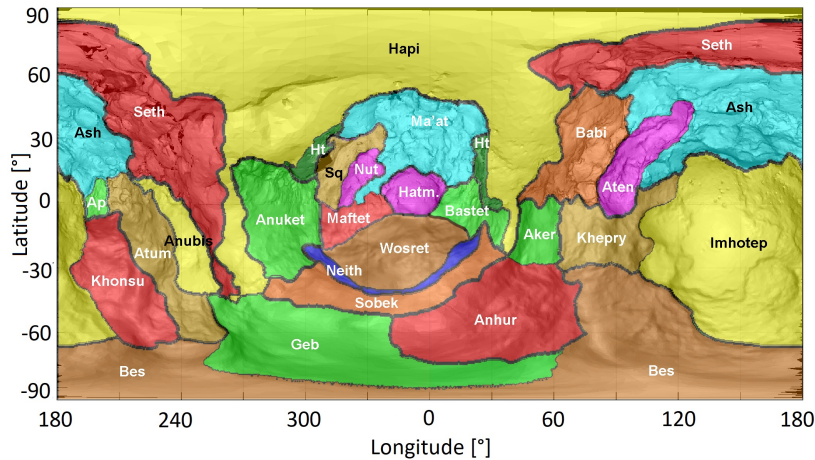 90
60
30
0
-30
-60
-90
Latitude [°]
Hapi
Seth
Seth
Ash
Ash
Ma'at
Babi
Ht
Ht
Sq
Nut
Hatm.
Aten
Ap
Anuket
Maftet
Bastet
Aker
Khepry
Imhotep
Anubis
Atum
Wosret
Khonsu
Neith
Sobek
Anhur
Geb
Bes
Bes
180 240 300 0 60 120 180
Longitude [°]